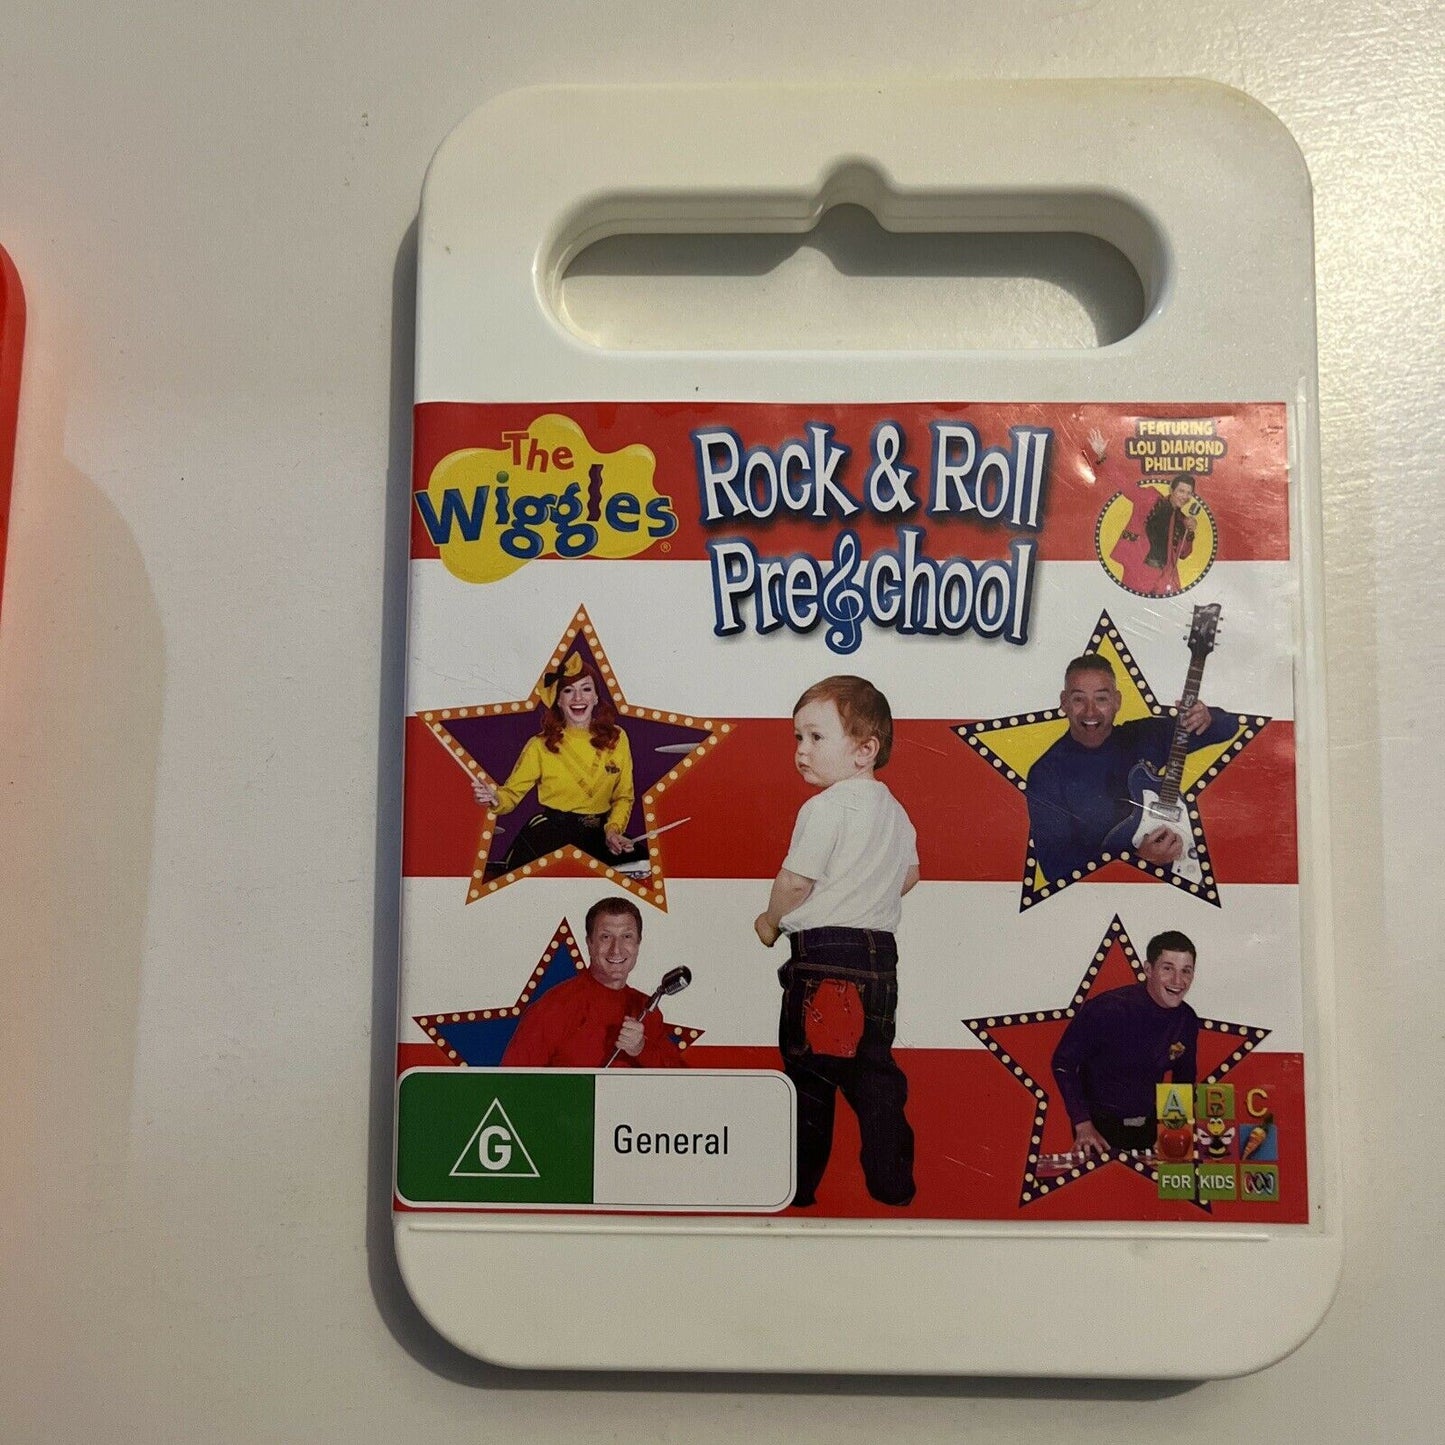 The
Wiggles
®
Rock & Roll
Preschool
FEATURING
LOU DIAMOND
PHILLIPS!
G
General
A B C
FOR KIDS